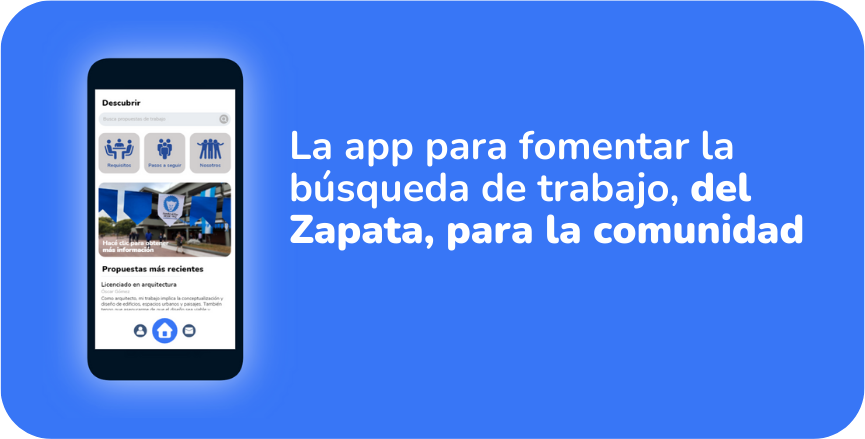 Descubrir
Busca propuestas de trabajo
Requisitos
Pasos a seguir
Nosotros
Hacé clic para obtener
más información
Propuestas más recientes
Licenciado en arquitectura
Oscar Gómez
Como arquitecto, mi trabajo implica la conceptualización y
diseño de edificios, espacios urbanos y paisajes. También
La app para fomentar la
búsqueda de trabajo, del
Zapata, para la comunidad